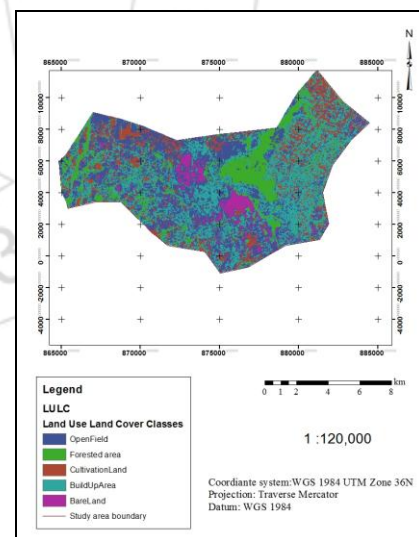 N
865000 870000 875000 880000 885000
10000 10000
8000 8000
6000 6000
4000 4000
2000 2000
0 0
-2000 -2000
-4000 -4000
865000 870000 875000 880000 885000
Legend
LULC
Land Use Land Cover Classes
OpenField
Forested area
CultivationLand
BuildUpArea
BareLand
Study area boundary
km
0 1 2 4 6 8
1 :120,000
Coordiante system:WGS 1984 UTM Zone 36N
Projection: Traverse Mercator
Datum: WGS 1984